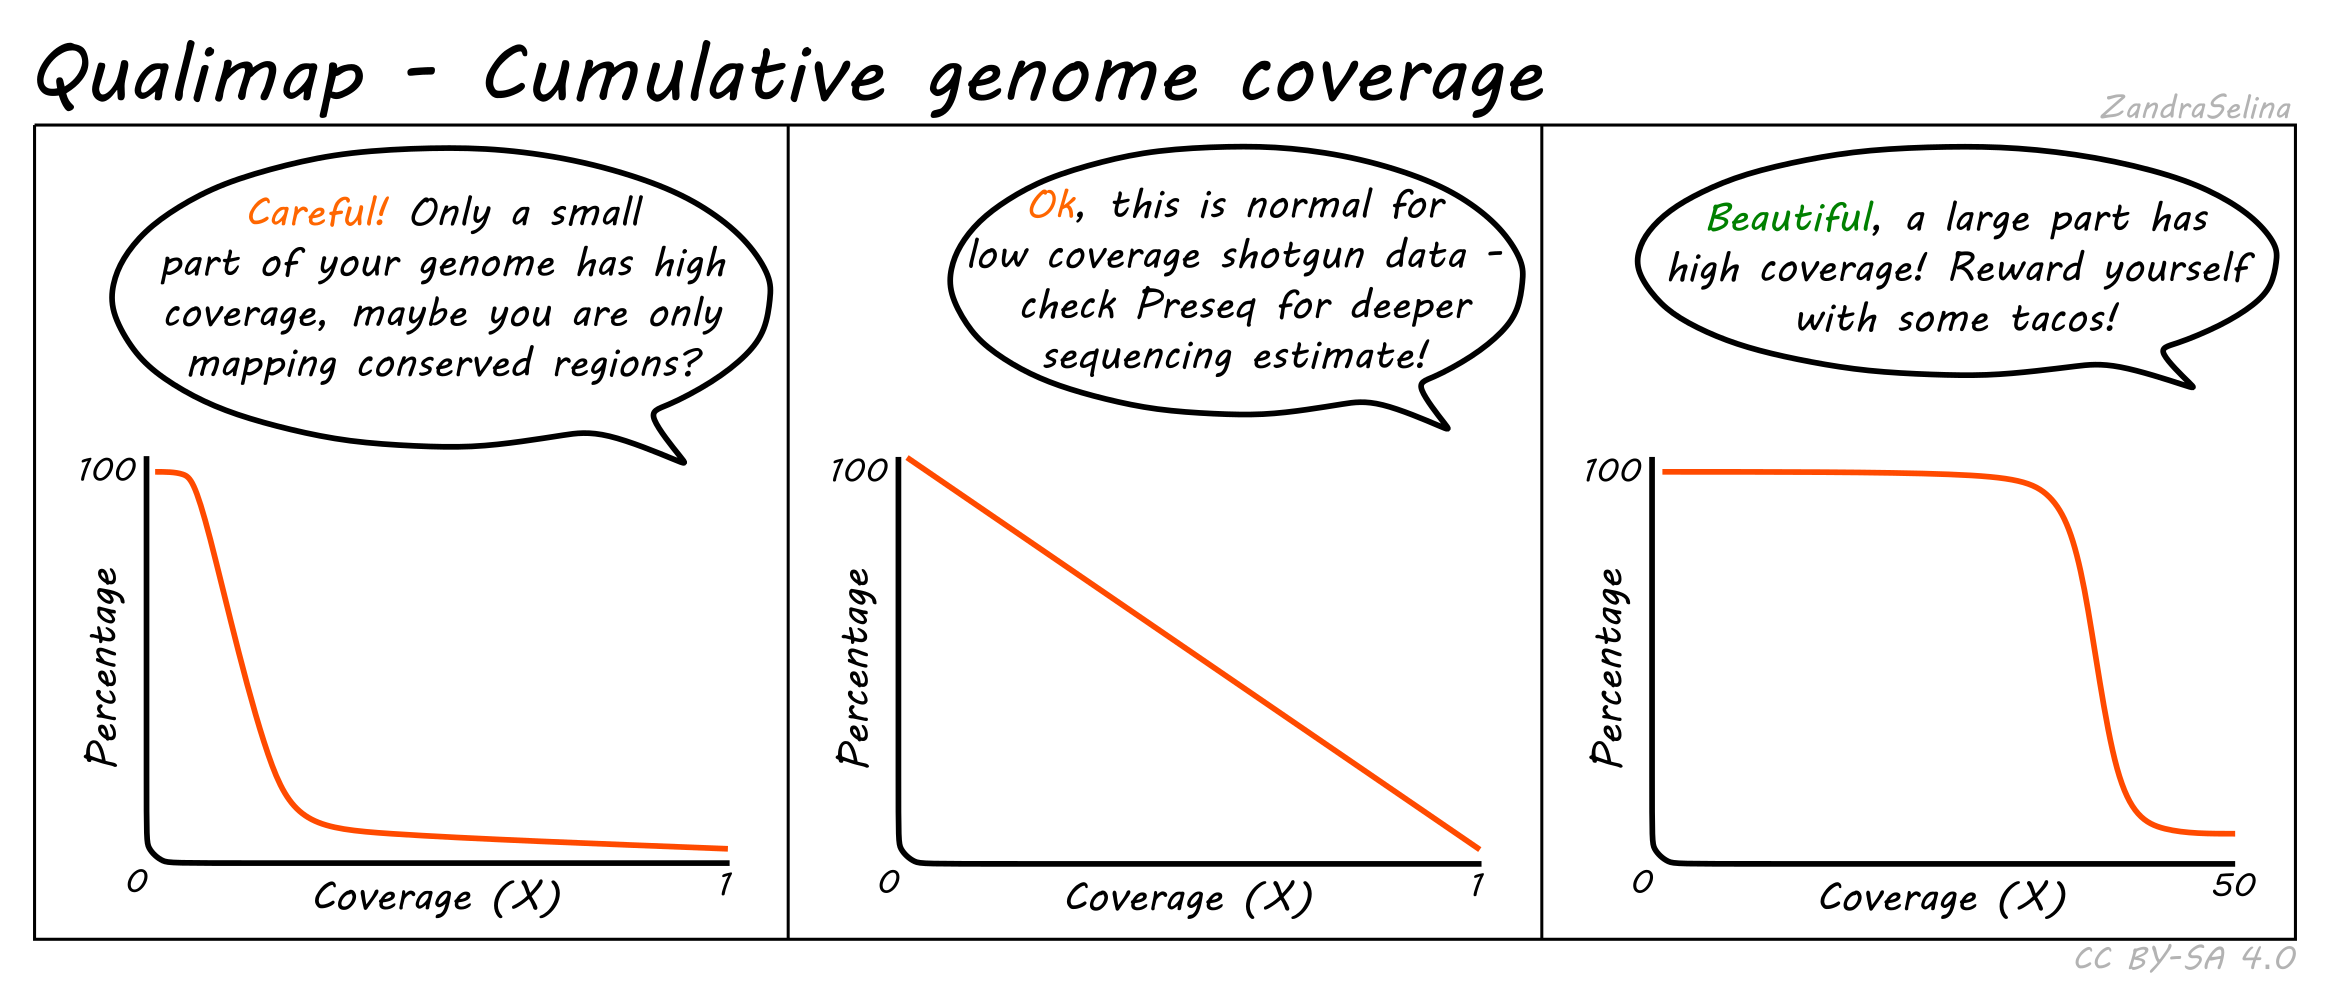 Qualimap - Cumulative genome coverage
ZandraSelina
Careful! Only a small
part of your genome has high
coverage, maybe you are only
mapping conserved regions?
100
Percentage
0
Coverage (X)
1
Ok, this is normal for
low coverage shotgun data -
check Preseq for deeper
sequencing estimate!
100
Percentage
0
Coverage (X)
1
Beautiful, a large part has
high coverage! Reward yourself
with some tacos!
100
Percentage
0
Coverage (X)
50
CC BY-SA 4.0